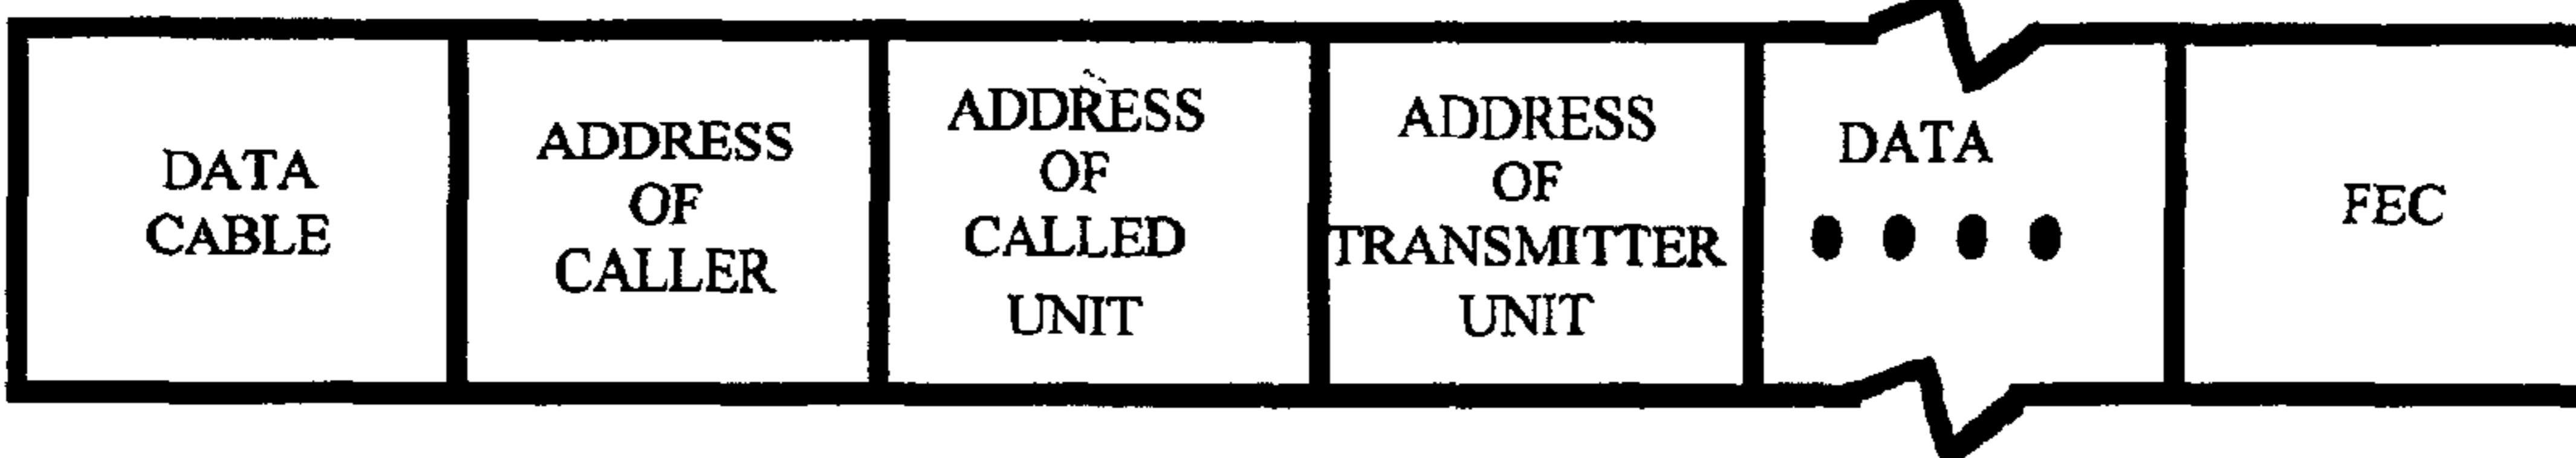 DATA
CABLE
ADDRESS
OF
CALLER
ADDRESS
OF
CALLED
UNIT
ADDRESS
OF
TRANSMITTER
UNIT
DATA
FEC